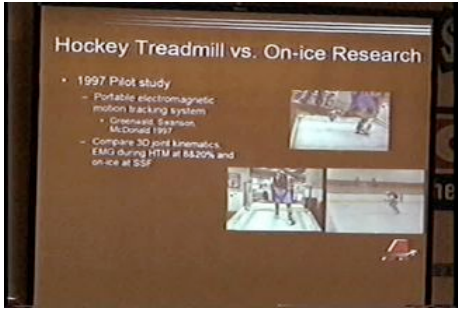 Hockey Treadmill vs. On-ice Research
• 1997 Pilot study
– Portable electromagnetic
motion tracking system
• Greenwald, Swanson,
McDonald 1997
– Compare 3D joint kinematics,
EMG during HTM at 8&20% and
on-ice at SSF